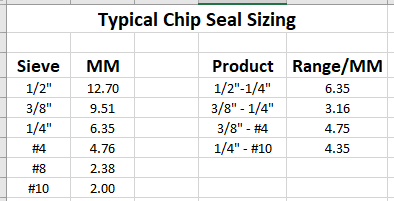 Typical Chip Seal Sizing
Sieve MM Product Range/MM
1/2" 12.70 1/2"-1/4" 6.35
3/8" 9.51 3/8" - 1/4" 3.16
1/4" 6.35 3/8" - #4 4.75
#4 4.76 1/4" - #10 4.35
#8 2.38
#10 2.00